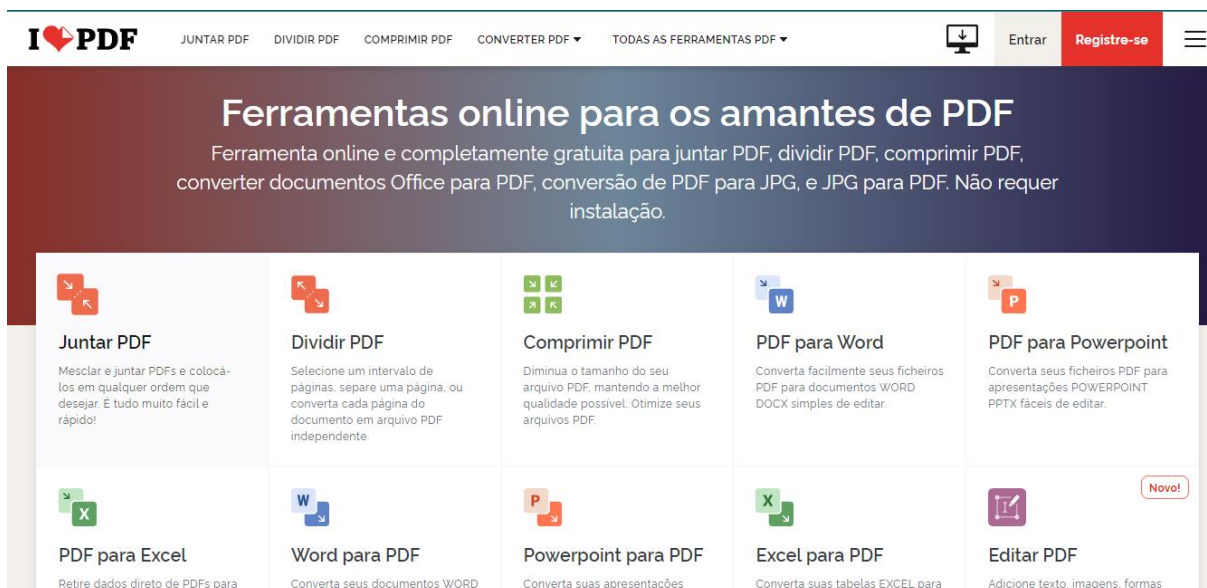 I PDF
JUNTAR PDF DIVIDIR PDF COMPRIMIR PDF CONVERTER PDF TODAS AS FERRAMENTAS PDF Entrar Registre-se
Ferramentas online para os amantes de PDF
Ferramenta online e completamente gratuita para juntar PDF, dividir PDF, comprimir PDF,
converter documentos Office para PDF, conversão de PDF para JPG, e JPG para PDF. Não requer
instalação.
Juntar PDF
Mesclar e juntar PDFs e colocá-
los em qualquer ordem que
desejar. É tudo muito fácil e
rápido!
Dividir PDF
Selecione um intervalo de
páginas, separe uma página, ou
converta cada página do
documento em arquivo PDF
independente.
Comprimir PDF
Diminua o tamanho do seu
arquivo PDF, mantendo a melhor
qualidade possível. Otimize seus
arquivos PDF.
W
PDF para Word
Converta facilmente seus ficheiros
PDF para documentos WORD
DOCX simples de editar.
P
PDF para Powerpoint
Converta seus ficheiros PDF para
apresentações POWERPOINT
PPTX fáceis de editar.
X
PDF para Excel
Retire dados direto de PDFs para
W
Word para PDF
Converta seus documentos WORD
P
Powerpoint para PDF
Converta suas apresentações
X
Excel para PDF
Converta suas tabelas EXCEL para
Novo!
Editar PDF
Adicione texto, imagens, formas